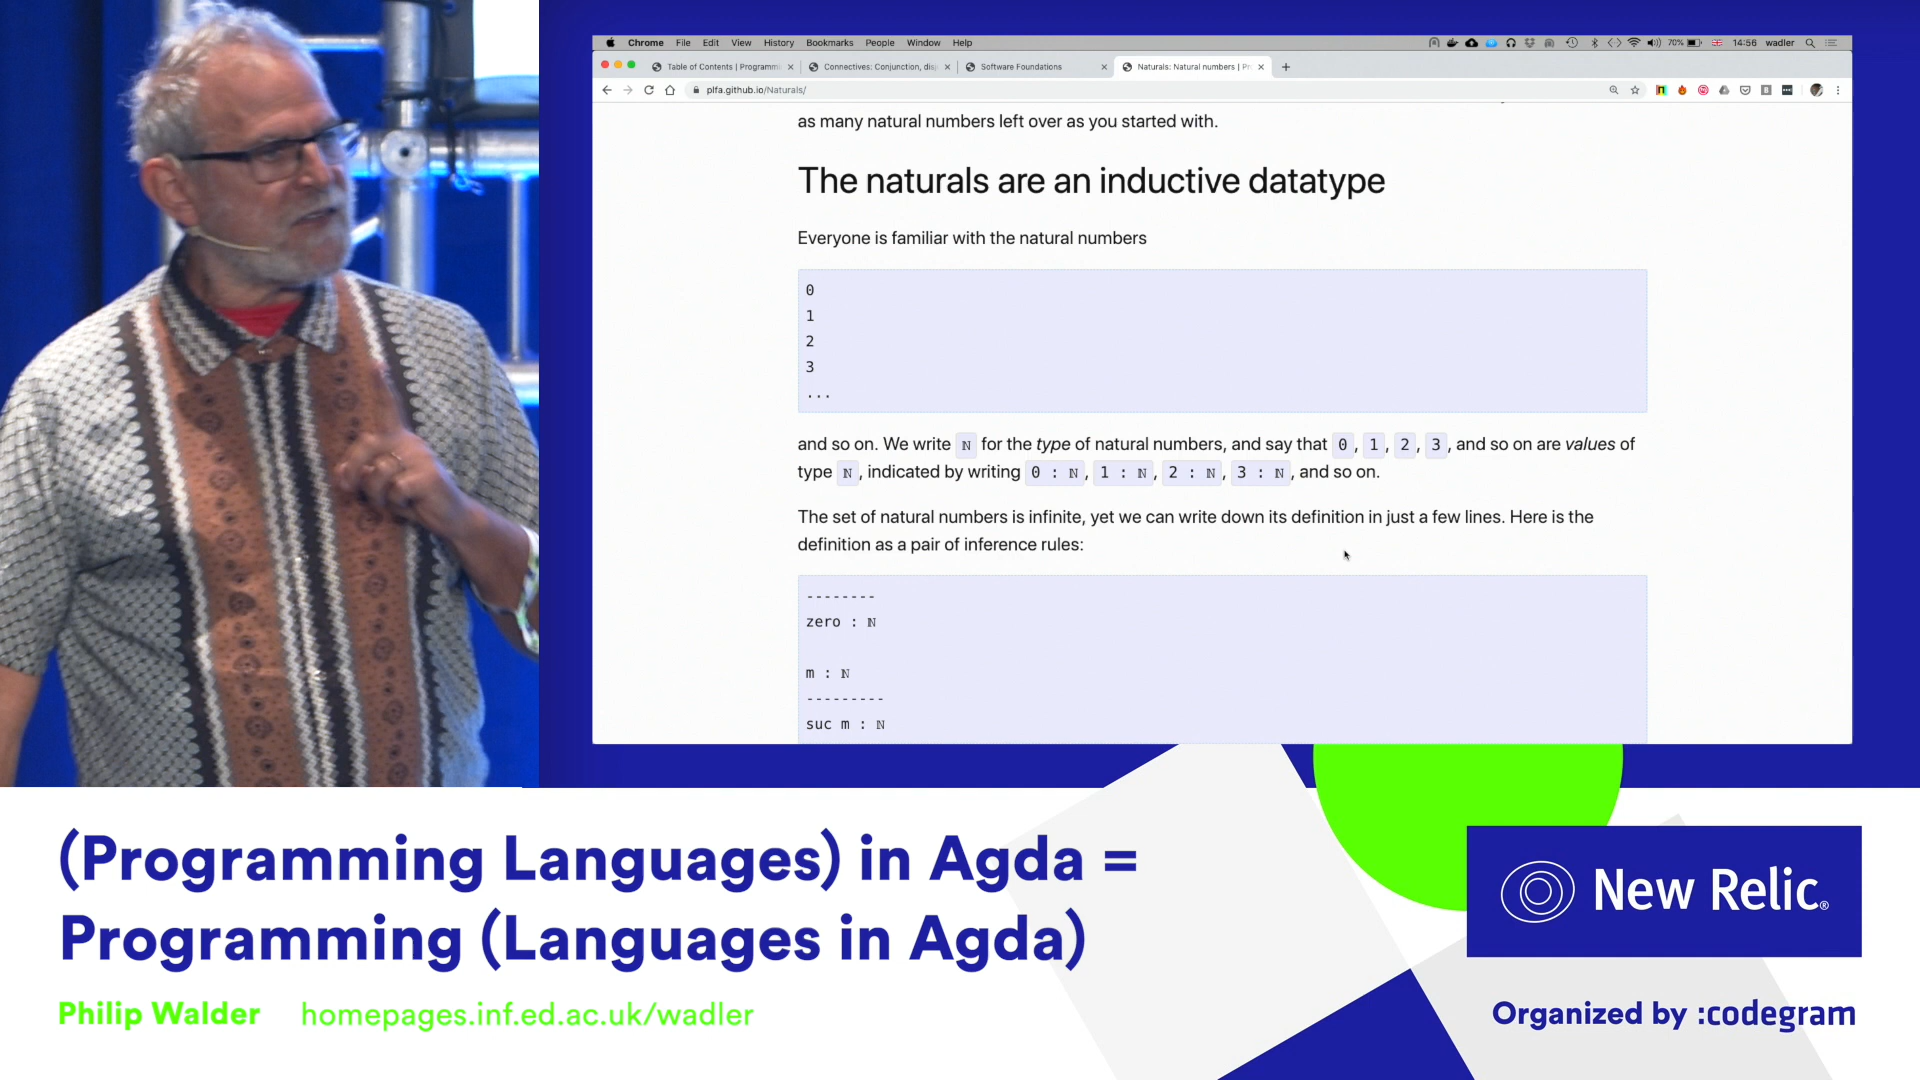 Chrome File Edit View History Bookmarks People Window Help
70% 14:56 wadler
Table of Contents | Programmi
Connectives: Conjunction, disj
Software Foundations
Naturals: Natural numbers | Pr
plfa.github.io/Naturals/
as many natural numbers left over as you started with.
The naturals are an inductive datatype
Everyone is familiar with the natural numbers
0
1
2
3
...
and so on. We write ℕ for the type of natural numbers, and say that 0, 1, 2, 3, and so on are values of
type ℕ, indicated by writing 0 : ℕ, 1 : ℕ, 2 : ℕ, 3 : ℕ, and so on.
The set of natural numbers is infinite, yet we can write down its definition in just a few lines. Here is the
definition as a pair of inference rules:
--------
zero : ℕ
m : ℕ
---------
suc m : ℕ
(Programming Languages) in Agda =
Programming (Languages in Agda)
Philip Walder homepages.inf.ed.ac.uk/wadler
New Relic®
Organized by :codegram